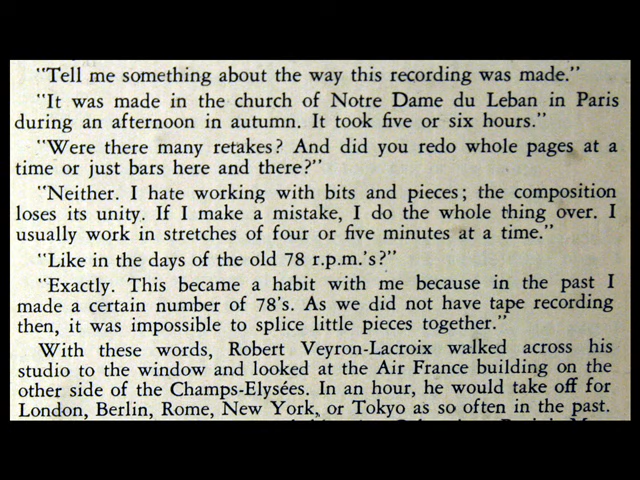 "Tell me something about the way this recording was made."
"It was made in the church of Notre Dame du Leban in Paris
during an afternoon in autumn. It took five or six hours."
"Were there many retakes? And did you redo whole pages at a
time or just bars here and there?"
"Neither. I hate working with bits and pieces; the composition
loses its unity. If I make a mistake, I do the whole thing over. I
usually work in stretches of four or five minutes at a time."
"Like in the days of the old 78 r.p.m.'s?"
"Exactly. This became a habit with me because in the past I
made a certain number of 78's. As we did not have tape recording
then, it was impossible to splice little pieces together."
With these words, Robert Veyron-Lacroix walked across his
studio to the window and looked at the Air France building on the
other side of the Champs-Elysées. In an hour, he would take off for
London, Berlin, Rome, New York, or Tokyo as so often in the past.